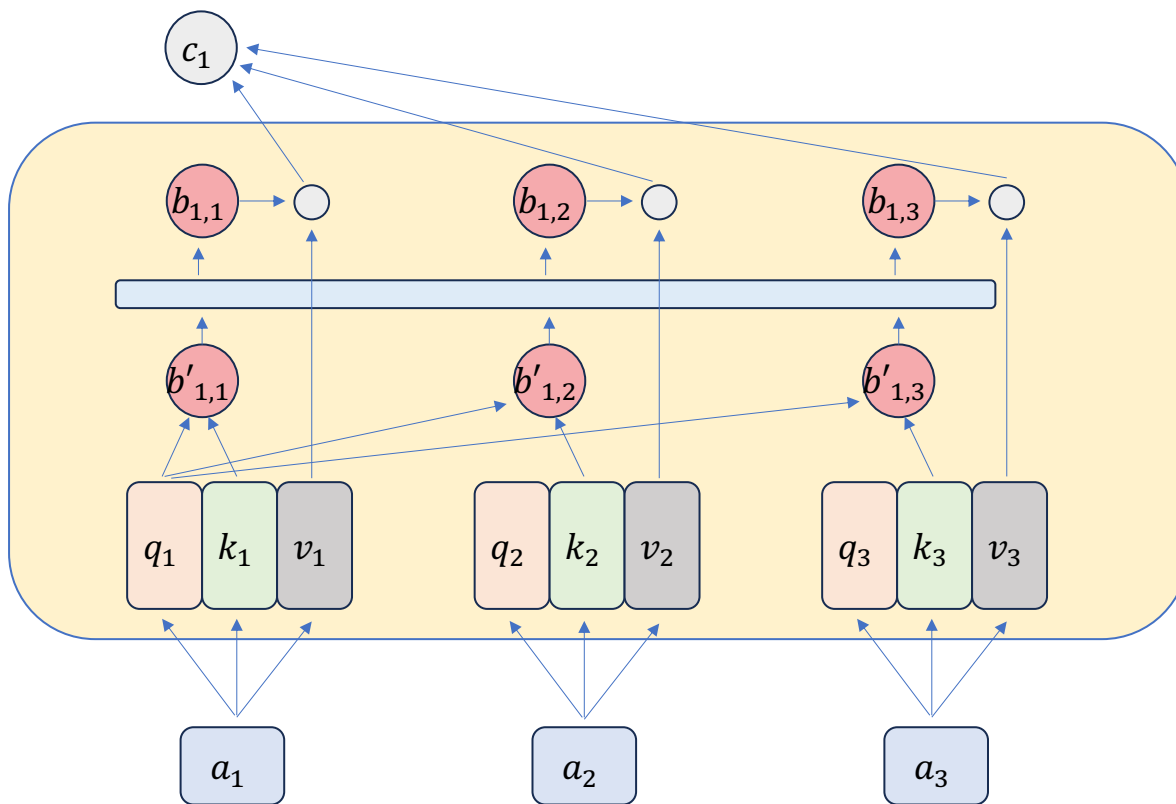 c₁
b₁,₁ b₁,₂ b₁,₃
b'₁,₁ b'₁,₂ b'₁,₃
q₁ k₁ v₁ q₂ k₂ v₂ q₃ k₃ v₃
a₁ a₂ a₃